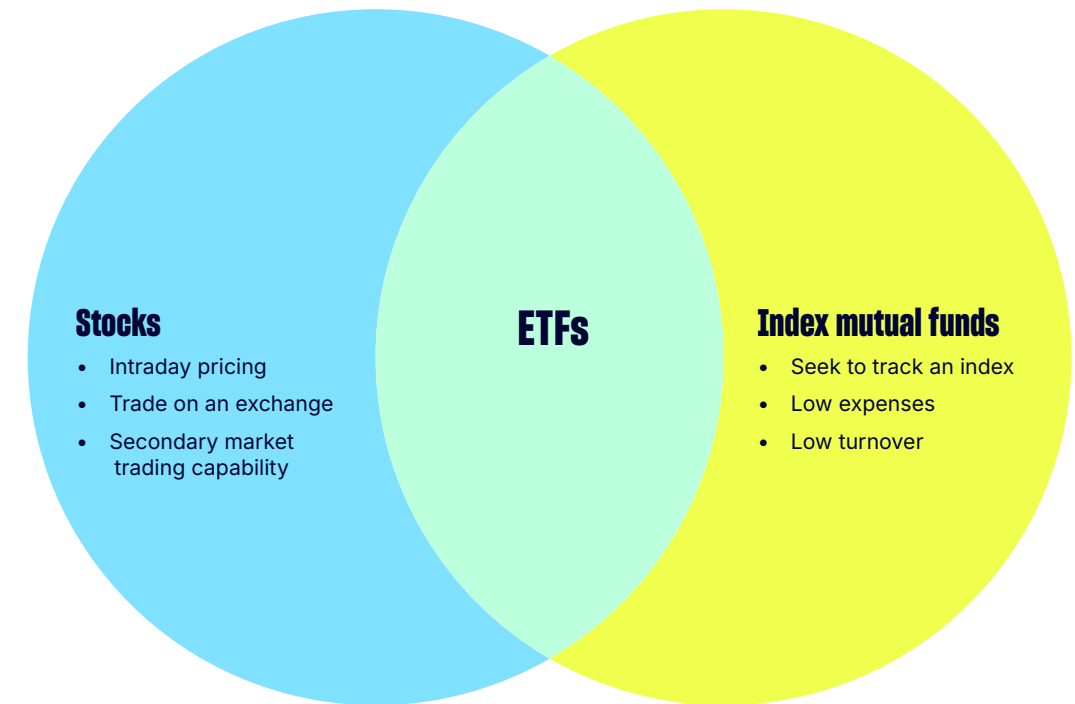 Stocks
• Intraday pricing
• Trade on an exchange
• Secondary market
trading capability
ETFs
Index mutual funds
• Seek to track an index
• Low expenses
• Low turnover